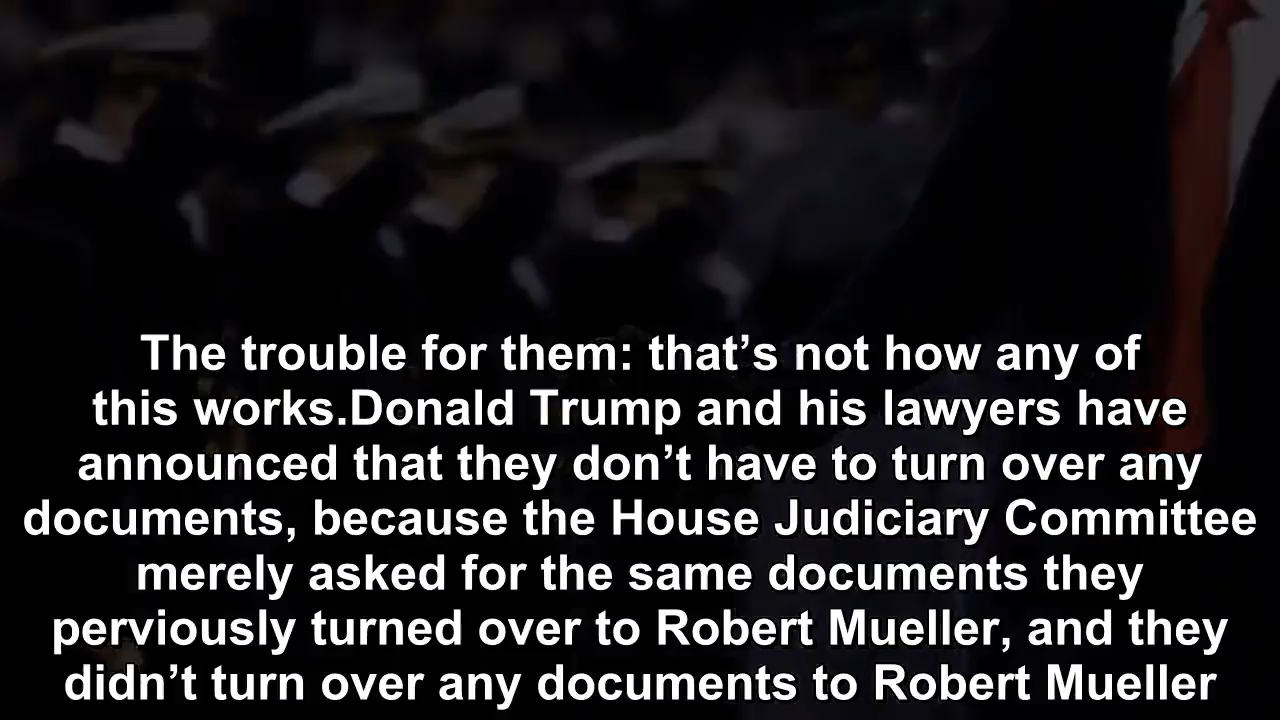 The trouble for them: that’s not how any of
this works.Donald Trump and his lawyers have
announced that they don’t have to turn over any
documents, because the House Judiciary Committee
merely asked for the same documents they
perviously turned over to Robert Mueller, and they
didn’t turn over any documents to Robert Mueller